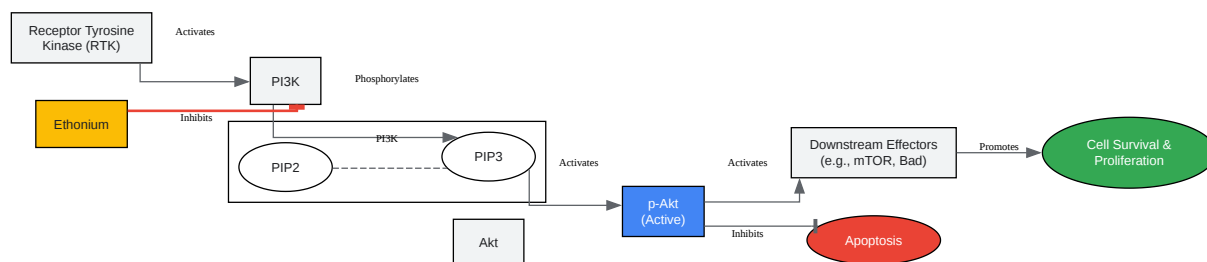 Receptor Tyrosine
Kinase (RTK)
Activates
PI3K
Phosphorylates
Ethonium
Inhibits
PI3K
PIP2
PIP3
Activates
Akt
p-Akt
(Active)
Activates
Inhibits
Downstream Effectors
(e.g., mTOR, Bad)
Promotes
Cell Survival &
Proliferation
Apoptosis